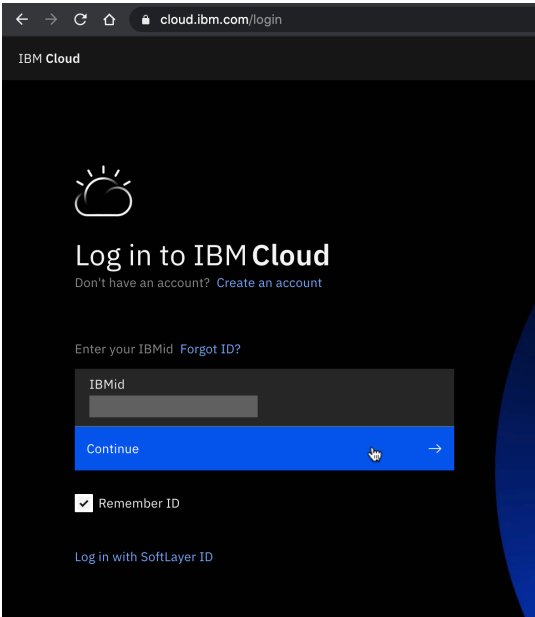 cloud.ibm.com/login
IBM Cloud
Log in to IBM Cloud
Don't have an account? Create an account
Enter your IBMid Forgot ID?
IBMid
Continue
Remember ID
Log in with SoftLayer ID